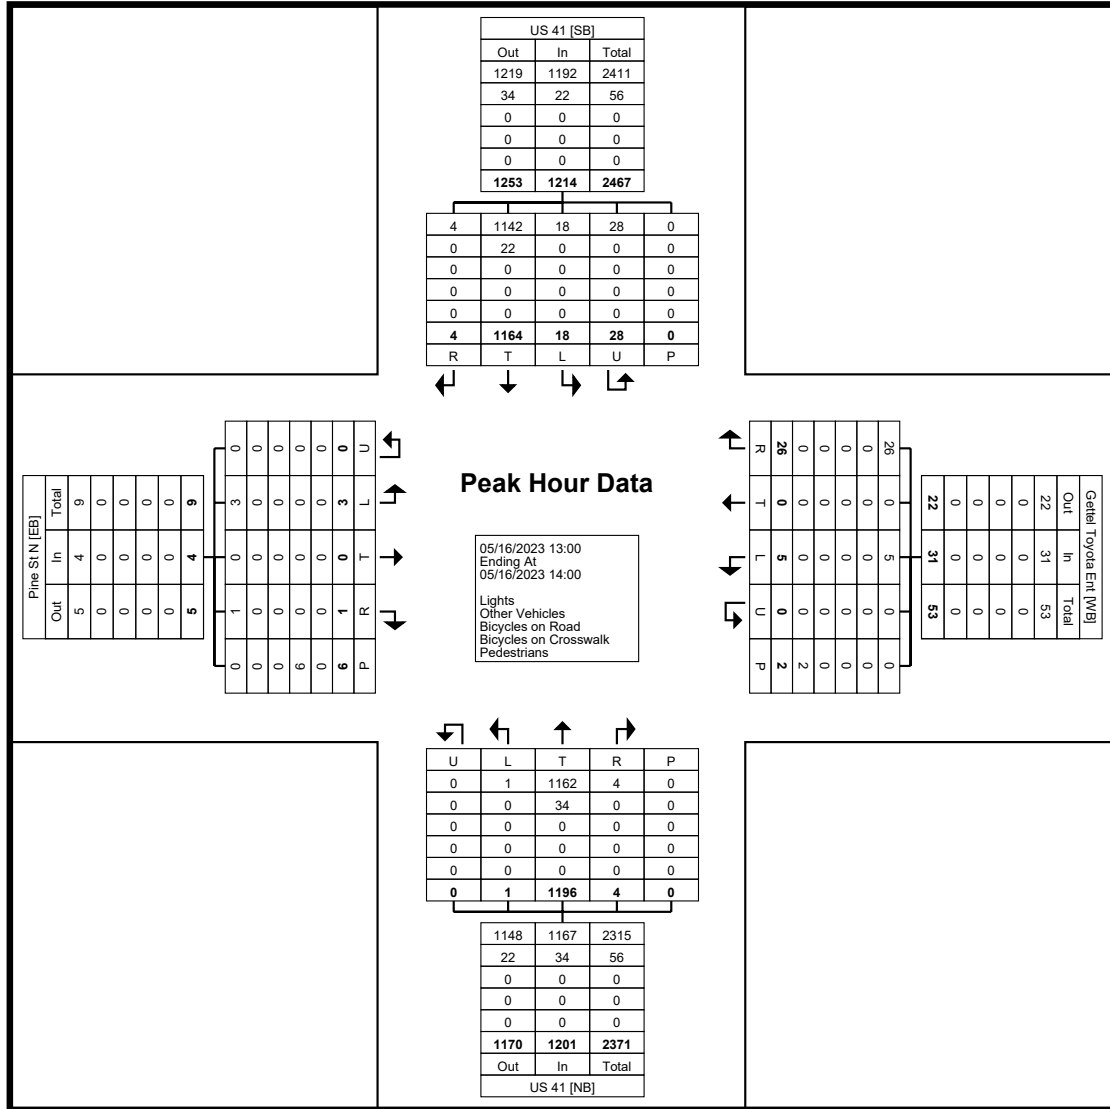 US 41 [SB]
Out In Total
1219 1192 2411
34 22 56
0 0 0
0 0 0
0 0 0
1253 1214 2467
4 1142 18 28 0
0 22 0 0 0
0 0 0 0 0
0 0 0 0 0
0 0 0 0 0
4 1164 18 28 0
R T L U P
Pine St N [EB]
Out In Total
5 4 9
0 0 0
0 0 0
0 0 0
0 0 0
5 4 9
0 1 0 3 0
0 0 0 0 0
0 0 0 0 0
6 0 0 0 0
0 0 0 0 0
6 1 0 3 0
P R T L U
Peak Hour Data
05/16/2023 13:00
Ending At
05/16/2023 14:00
Lights
Other Vehicles
Bicycles on Road
Bicycles on Crosswalk
Pedestrians
Gettel Toyota Ent [WB]
Out In Total
22 31 53
0 0 0
0 0 0
0 0 0
0 0 0
22 31 53
26 0 5 0 0
0 0 0 0 0
0 0 0 0 0
0 0 0 0 0
0 0 0 0 2
26 0 5 0 2
R T L U P
U L T R P
0 1 1162 4 0
0 0 34 0 0
0 0 0 0 0
0 0 0 0 0
0 0 0 0 0
0 1 1196 4 0
1148 1167 2315
22 34 56
0 0 0
0 0 0
0 0 0
1170 1201 2371
Out In Total
US 41 [NB]